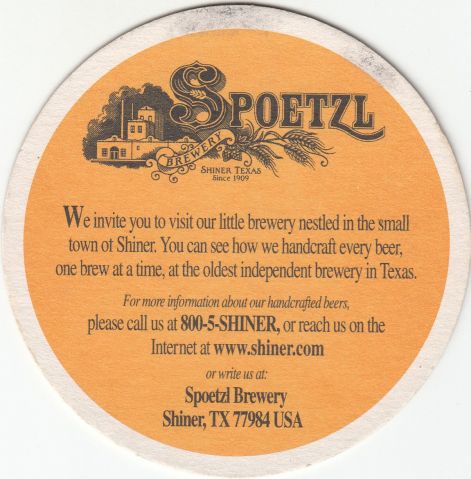 SPOETZL
BREWERY
SHINER TEXAS
Since 1909
We invite you to visit our little brewery nestled in the small
town of Shiner. You can see how we handcraft every beer,
one brew at a time, at the oldest independent brewery in Texas.
For more information about our handcrafted beers,
please call us at 800-5-SHINER, or reach us on the
Internet at www.shiner.com
or write us at:
Spoetzl Brewery
Shiner, TX 77984 USA